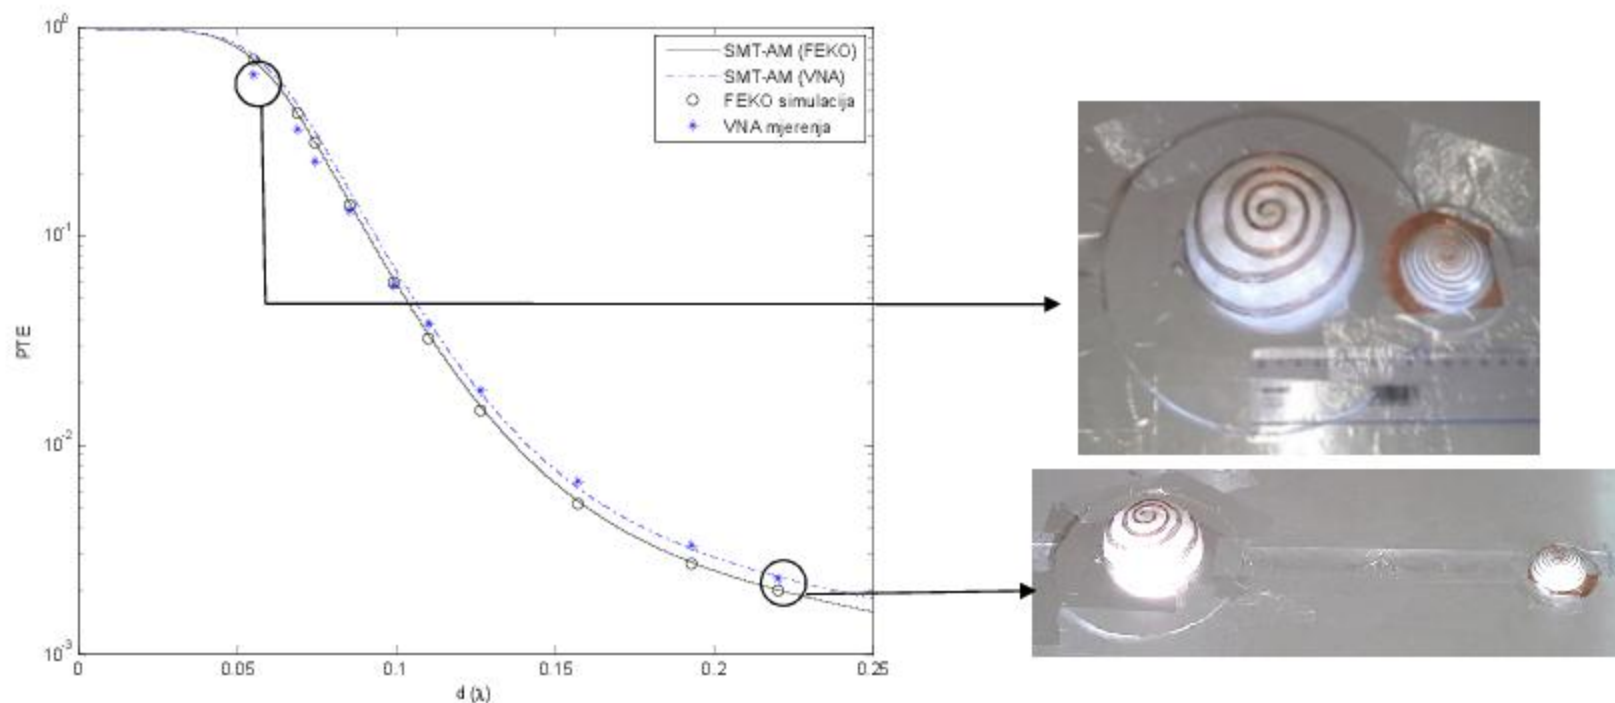 10⁰
10⁻¹
10⁻²
10⁻³
PTE
0 0.05 0.1 0.15 0.2 0.25
d (λ)
SMT-AM (FEKO)
SMT-AM (VNA)
FEKO simulacija
VNA mjerenja